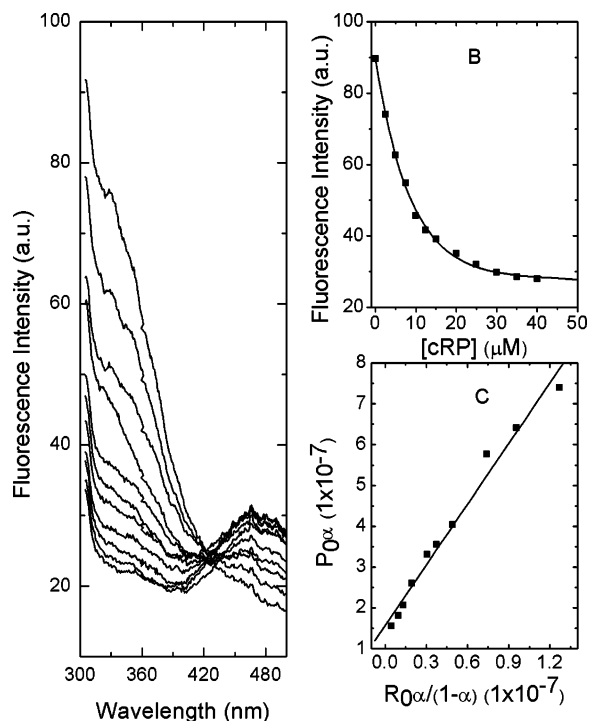 100
80
60
40
20
300 360 420 480
Wavelength (nm)
Fluorescence Intensity (a.u.)
B
100
80
60
40
20
0 10 20 30 40 50
[cRP] (μM)
Fluorescence Intensity (a.u.)
C
8
7
6
5
4
3
2
1
0.0 0.3 0.6 0.9 1.2
R0α/(1-α) (1x10-7)
P0α (1x10-7)